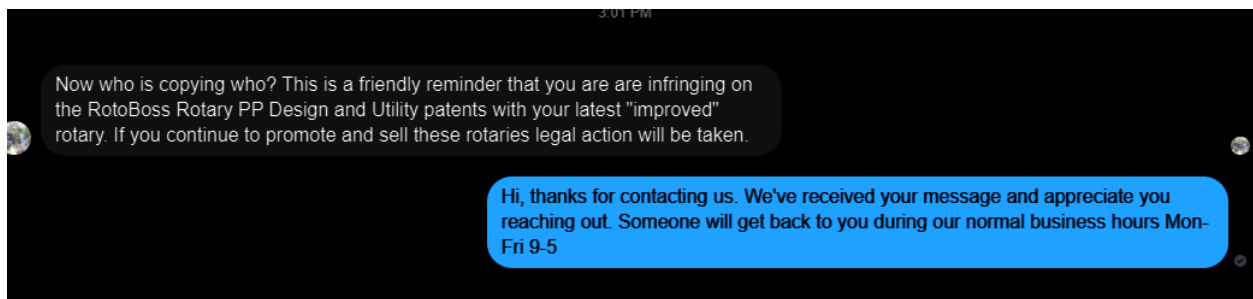 3:01 PM
Now who is copying who? This is a friendly reminder that you are are infringing on
the RotoBoss Rotary PP Design and Utility patents with your latest "improved"
rotary. If you continue to promote and sell these rotaries legal action will be taken.
Hi, thanks for contacting us. We've received your message and appreciate you
reaching out. Someone will get back to you during our normal business hours Mon-
Fri 9-5